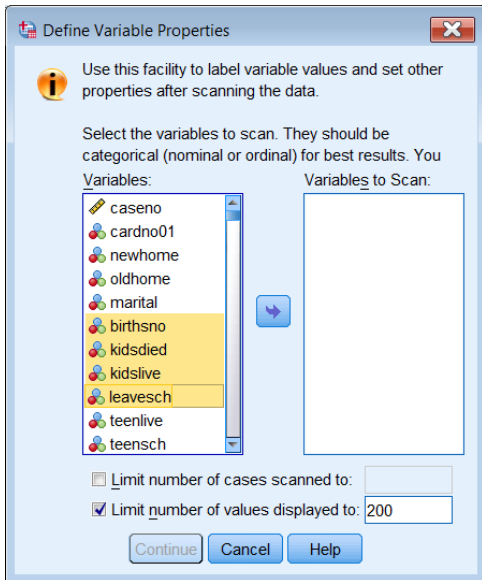 Define Variable Properties
Use this facility to label variable values and set other
properties after scanning the data.
Select the variables to scan. They should be
categorical (nominal or ordinal) for best results. You
Variables:
Variables to Scan:
caseno
cardno01
newhome
oldhome
marital
birthsno
kidsdied
kidslive
leavesch
teenlive
teensch
Limit number of cases scanned to:
Limit number of values displayed to: 200
Continue Cancel Help